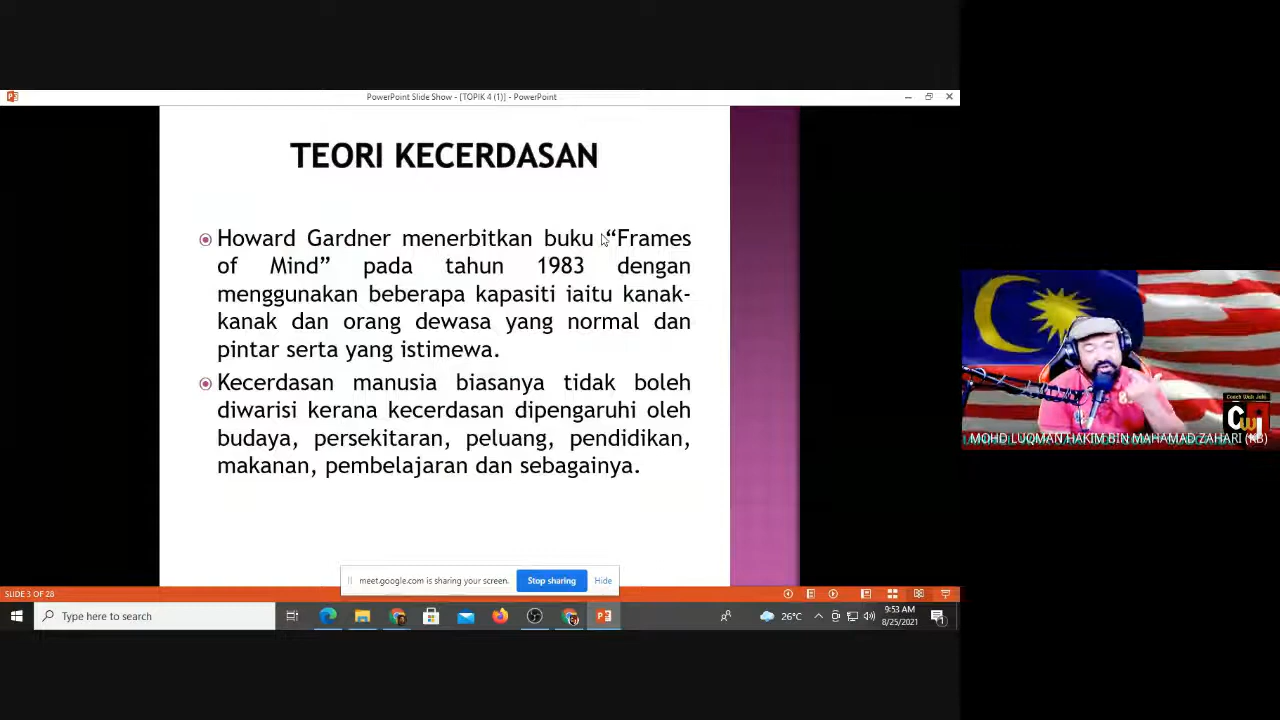 PowerPoint Slide Show - [TOPIK 4 (1)] - PowerPoint
TEORI KECERDASAN
Howard Gardner menerbitkan buku “Frames
of Mind” pada tahun 1983 dengan
menggunakan beberapa kapasiti iaitu kanak-
kanak dan orang dewasa yang normal dan
pintar serta yang istimewa.
Kecerdasan manusia biasanya tidak boleh
diwarisi kerana kecerdasan dipengaruhi oleh
budaya, persekitaran, peluang, pendidikan,
makanan, pembelajaran dan sebagainya.
meet.google.com is sharing your screen.
Stop sharing
Hide
SLIDE 3 OF 28
Type here to search
26°C
9:53 AM
8/25/2021
MOHD LUQMAN HAKIM BIN MAHAMAD ZAHARI (KB)